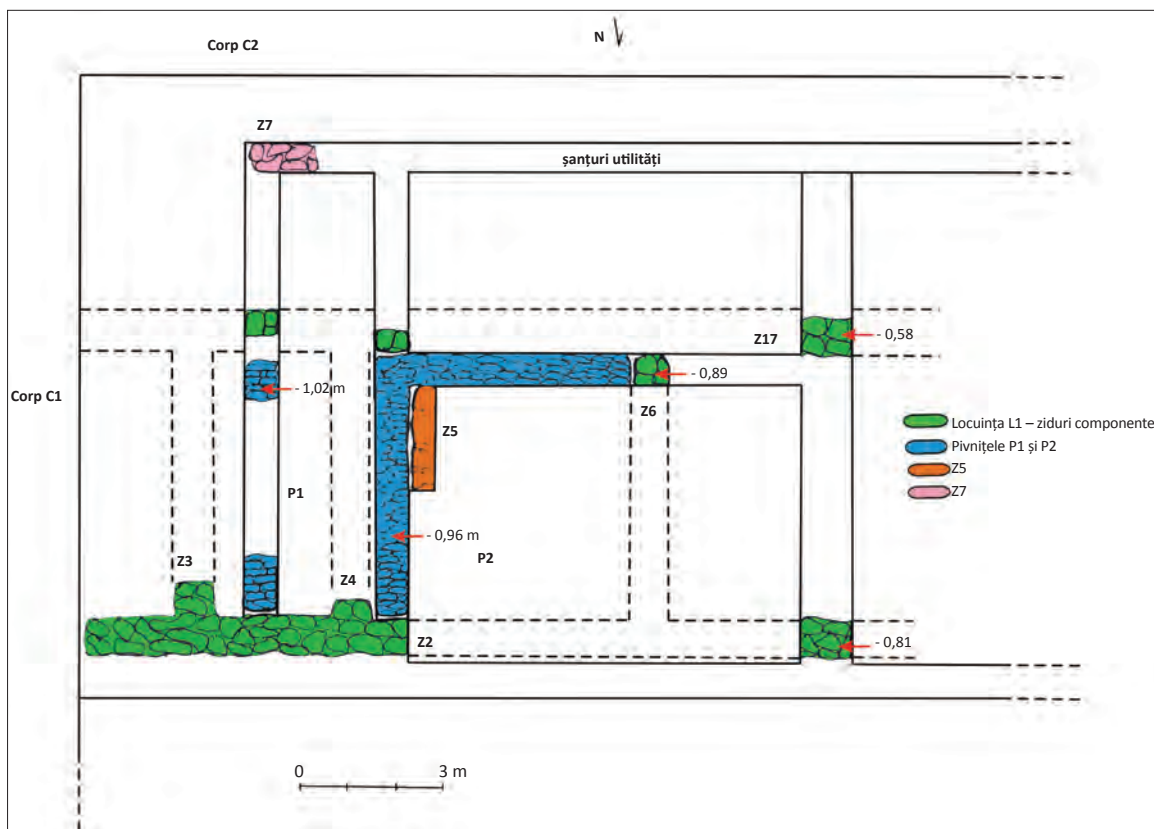 Corp C2
N
Z7
șanțuri utilități
Z17
- 0,58
- 1,02 m
- 0,89
Corp C1
Z6
Z5
Locuința L1 – ziduri componente
Pivnițele P1 și P2
Z5
Z7
P1
- 0,96 m
P2
Z3
Z4
Z2
- 0,81
0 3 m